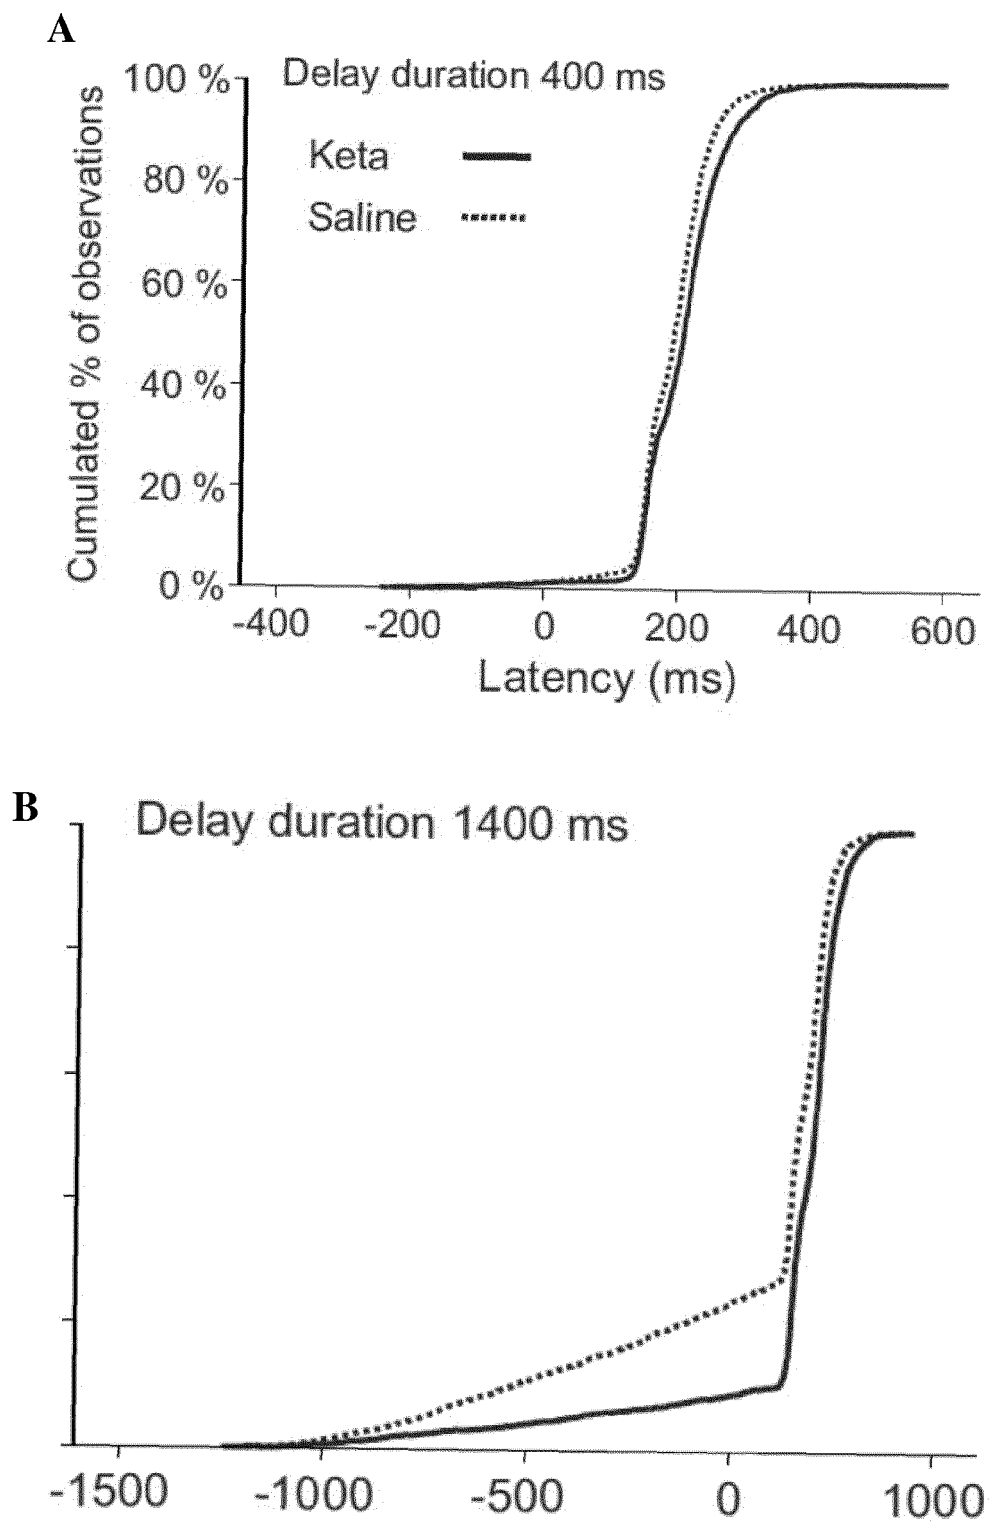 A
100 %
Delay duration 400 ms
Keta
80 %
Saline
60 %
40 %
20 %
0 %
Cumulated % of observations
-400 -200 0 200 400 600
Latency (ms)
B
Delay duration 1400 ms
-1500 -1000 -500 0 1000